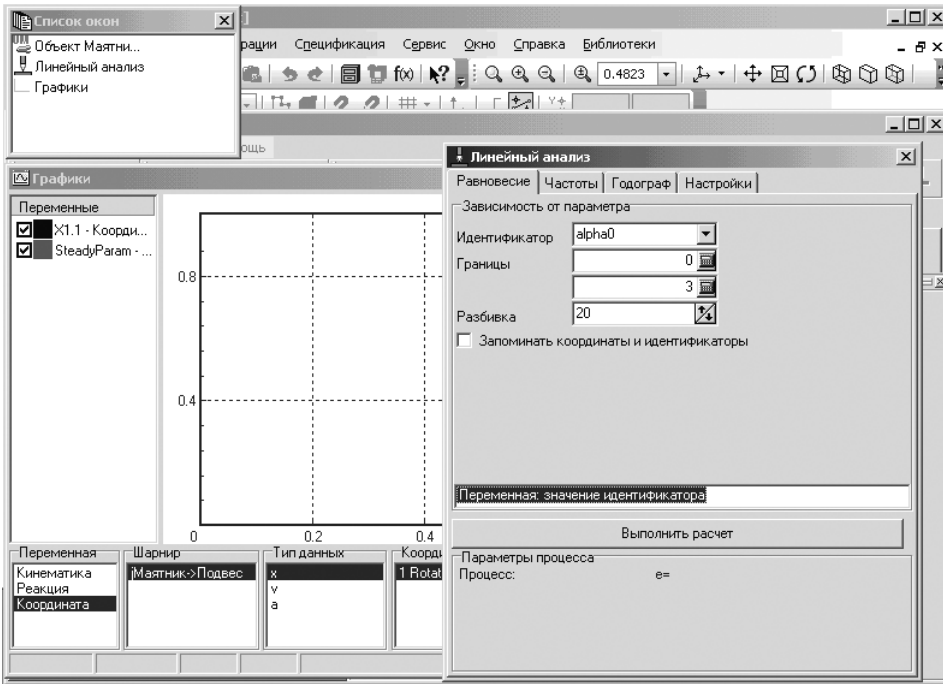 Список окон
Объект Маятни...
Линейный анализ
Графики
рации Спецификация Сервис Окно Справка Библиотеки
f(x)
0.4823
ощь
Графики
Переменные
X1.1 - Коорди...
SteadyParam - ...
0.8
0.4
0 0.2 0.4
Переменная
Кинематика
Реакция
Координата
Шарнир
jМаятник->Подвес
Тип данных
x
v
a
Коорди
1 Rotat
Линейный анализ
Равновесие Частоты Годограф Настройки
Зависимость от параметра
Идентификатор alpha0
Границы 0
3
Разбивка 20
Запоминать координаты и идентификаторы
Переменная: значение идентификатора
Выполнить расчет
Параметры процесса
Процесс: e=